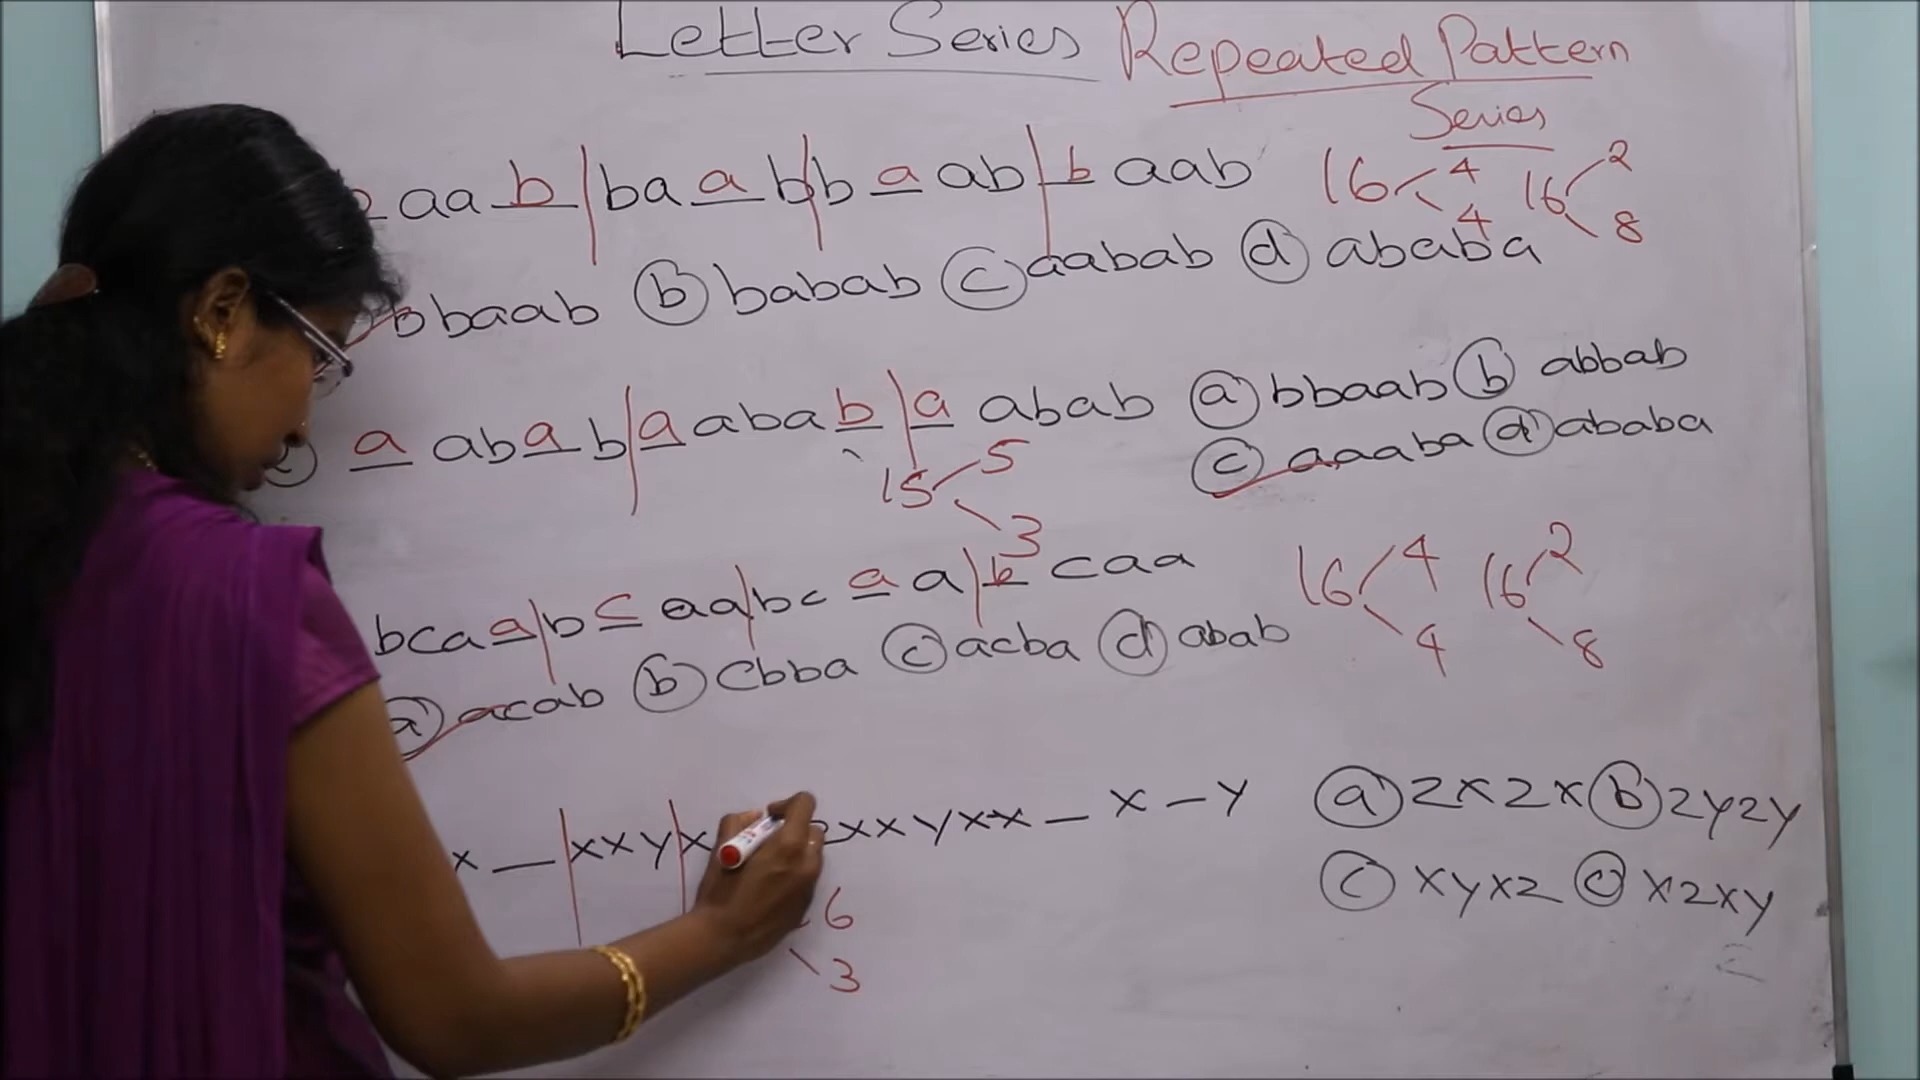 Letter Series Repeated Pattern
Series
aa b | ba a b | b a ab | b aab 16 < 4 4 16 < 2 8
bbaab (b) babab (c) aabab (d) ababa
a ab a b | a aba b | a abab (a) bbaab (b) abbab
15 < 5 3 (c) aaaba (d) ababa
bca a | b c aa | bc a a | b caa 16 < 4 4 16 < 2 8
(a) acab (b) cbba (c) acba (d) abab
x _ | xxy | x xxyxx _ x _ y (a) zxzx (b) zyzy
6 3 (c) xyxz xzxy